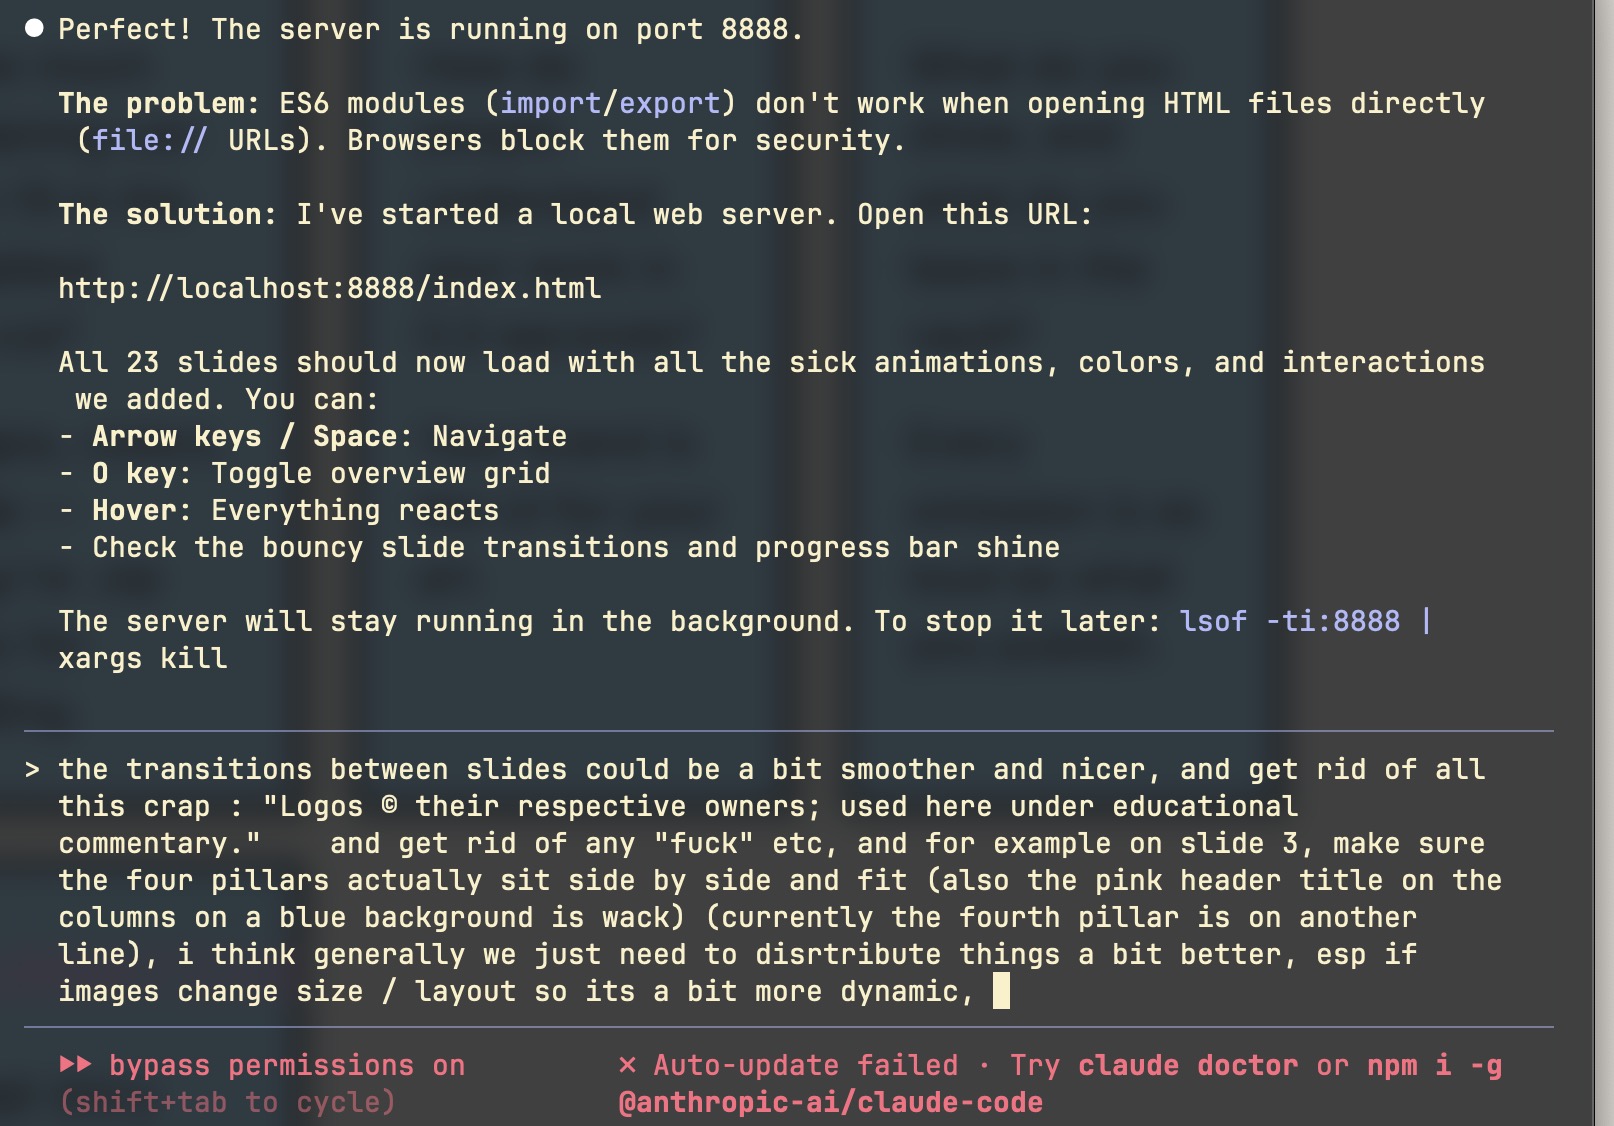 ● Perfect! The server is running on port 8888.
The problem: ES6 modules (import/export) don't work when opening HTML files directly
(file:// URLs). Browsers block them for security.
The solution: I've started a local web server. Open this URL:
http://localhost:8888/index.html
All 23 slides should now load with all the sick animations, colors, and interactions
we added. You can:
- Arrow keys / Space: Navigate
- O key: Toggle overview grid
- Hover: Everything reacts
- Check the bouncy slide transitions and progress bar shine
The server will stay running in the background. To stop it later: lsof -ti:8888 |
xargs kill
> the transitions between slides could be a bit smoother and nicer, and get rid of all
this crap : "Logos © their respective owners; used here under educational
commentary."    and get rid of any "fuck" etc, and for example on slide 3, make sure
the four pillars actually sit side by side and fit (also the pink header title on the
columns on a blue background is wack) (currently the fourth pillar is on another
line), i think generally we just need to disrtribute things a bit better, esp if
images change size / layout so its a bit more dynamic,
⏵⏵ bypass permissions on
(shift+tab to cycle)
✗ Auto-update failed · Try claude doctor or npm i -g
@anthropic-ai/claude-code